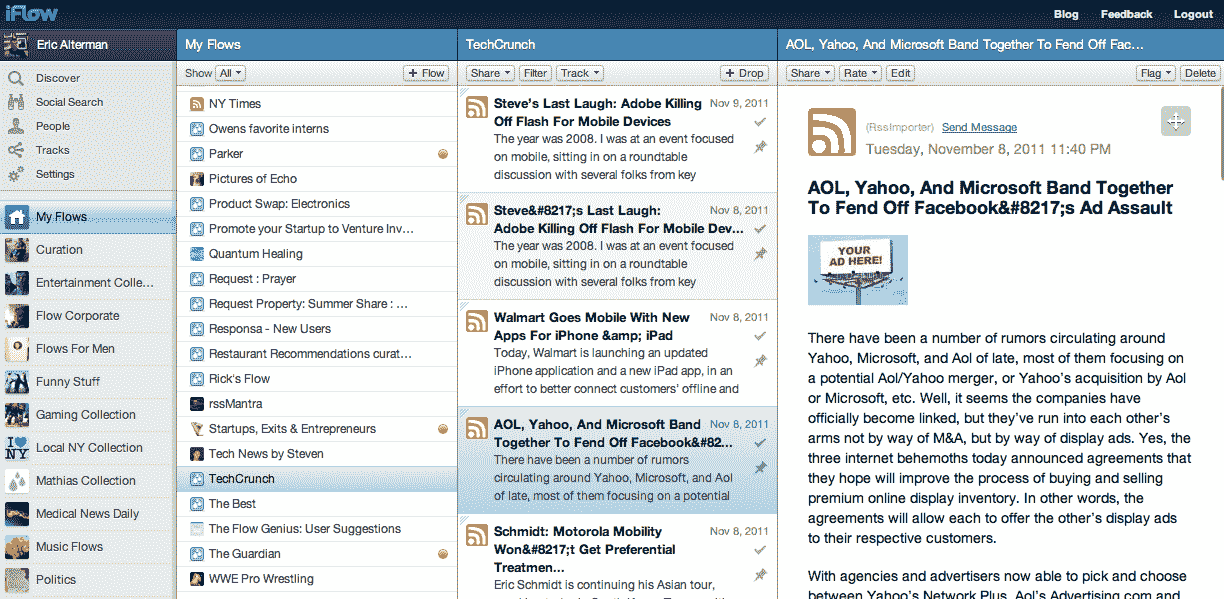 iFlow
Blog
Feedback
Logout
Eric Alterman
Discover
Social Search
People
Tracks
Settings
My Flows
Curation
Entertainment Colle...
Flow Corporate
Flows For Men
Funny Stuff
Gaming Collection
I NY
Local NY Collection
Mathias Collection
Medical News Daily
Music Flows
Politics
My Flows
Show All
+ Flow
NY Times
Owens favorite interns
Parker
Pictures of Echo
Product Swap: Electronics
Promote your Startup to Venture Inv...
Quantum Healing
Request : Prayer
Request Property: Summer Share : ...
Responsa - New Users
Restaurant Recommendations curat...
Rick's Flow
rssMantra
Startups, Exits & Entrepreneurs
Tech News by Steven
TechCrunch
The Best
The Flow Genius: User Suggestions
The Guardian
WWE Pro Wrestling
TechCrunch
Share
Filter
Track
+ Drop
Steve's Last Laugh: Adobe Killing
Off Flash For Mobile Devices
Nov 9, 2011
The year was 2008. I was at an event focused
on mobile, sitting in on a roundtable
discussion with several folks from key
Steve&#8217;s Last Laugh:
Adobe Killing Off Flash For Mobile Dev...
Nov 8, 2011
The year was 2008. I was at an event focused
on mobile, sitting in on a roundtable
discussion with several folks from key
Walmart Goes Mobile With New
Apps For iPhone &amp; iPad
Nov 8, 2011
Today, Walmart is launching an updated
iPhone application and a new iPad app, in an
effort to better connect customers' offline and
AOL, Yahoo, And Microsoft Band
Together To Fend Off Facebook&#82...
Nov 8, 2011
There have been a number of rumors
circulating around Yahoo, Microsoft, and Aol
of late, most of them focusing on a potential
Schmidt: Motorola Mobility
Won&#8217;t Get Preferential
Treatmen...
Nov 8, 2011
Eric Schmidt is continuing his Asian tour,
AOL, Yahoo, And Microsoft Band Together To Fend Off Fac...
Share
Rate
Edit
Flag
Delete
(RssImporter) Send Message
Tuesday, November 8, 2011 11:40 PM
AOL, Yahoo, And Microsoft Band Together
To Fend Off Facebook&#8217;s Ad Assault
YOUR
AD HERE!
There have been a number of rumors circulating around
Yahoo, Microsoft, and Aol of late, most of them focusing on
a potential Aol/Yahoo merger, or Yahoo's acquisition by Aol
or Microsoft, etc. Well, it seems the companies have
officially become linked, but they've run into each other's
arms not by way of M&A, but by way of display ads. Yes, the
three internet behemoths today announced agreements that
they hope will improve the process of buying and selling
premium online display inventory. In other words, the
agreements will allow each to offer the other's display ads
to their respective customers.
With agencies and advertisers now able to pick and choose
between Yahoo's Network Plus, Aol's Advertising.com and